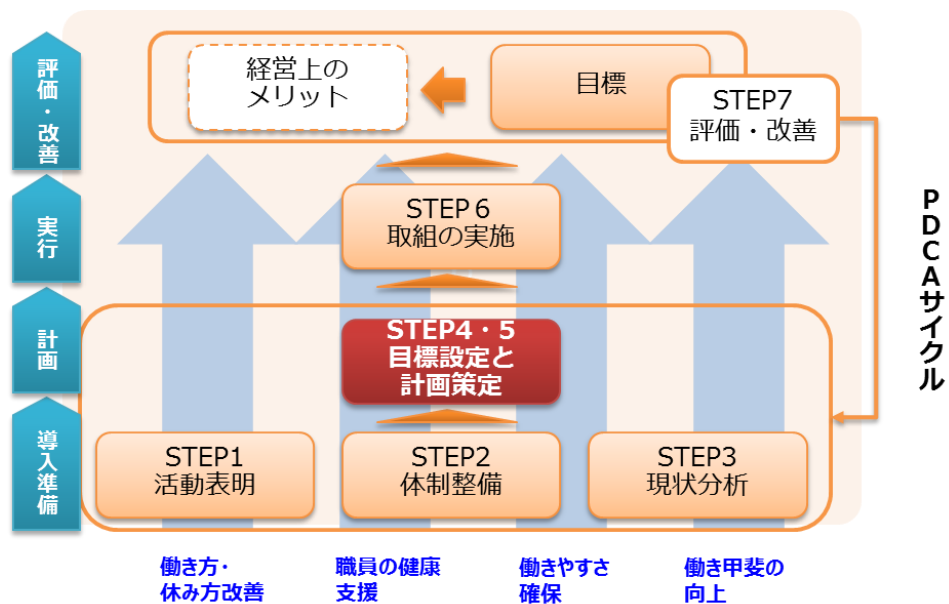 評価・改善
経営上の
メリット
目標
STEP7
評価・改善
実行
STEP６
取組の実施
PDCAサイクル
計画
STEP4・5
目標設定と
計画策定
導入準備
STEP1
活動表明
STEP2
体制整備
STEP3
現状分析
働き方・
休み方改善
職員の健康
支援
働きやすさ
確保
働き甲斐の
向上